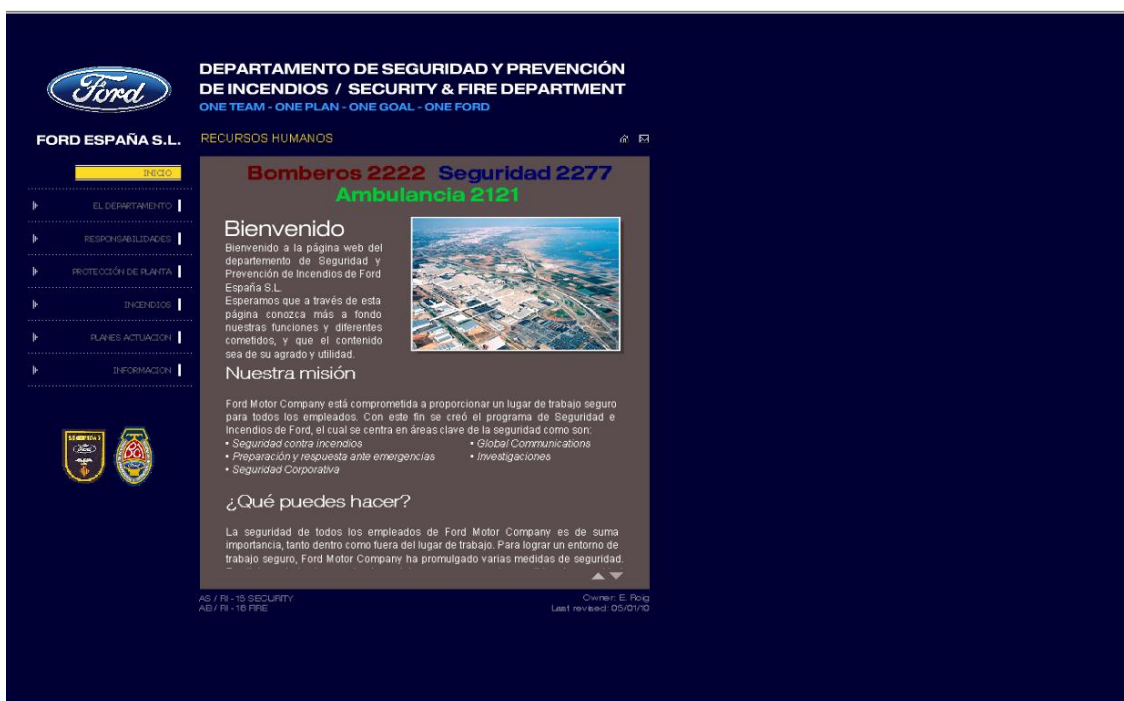 Ford
DEPARTAMENTO DE SEGURIDAD Y PREVENCIÓN
DE INCENDIOS / SECURITY & FIRE DEPARTMENT
ONE TEAM - ONE PLAN - ONE GOAL - ONE FORD
FORD ESPAÑA S.L.
RECURSOS HUMANOS
INICIO
EL DEPARTAMENTO
RESPONSABILIDADES
PROTECCIÓN DE PLANTA
INCENDIOS
PLANES ACTUACION
INFORMACION
Bomberos 2222 Seguridad 2277
Ambulancia 2121
Bienvenido
Bienvenido a la página web del
departemento de Seguridad y
Prevención de Incendios de Ford
España S.L.
Esperamos que a través de esta
página conozca más a fondo
nuestras funciones y diferentes
cometidos, y que el contenido
sea de su agrado y utilidad.
Nuestra misión
Ford Motor Company está comprometida a proporcionar un lugar de trabajo seguro
para todos los empleados. Con este fin se creó el programa de Seguridad e
Incendios de Ford, el cual se centra en áreas clave de la seguridad como son:
• Seguridad contra incendios
• Preparación y respuesta ante emergencias
• Seguridad Corporativa
• Global Communications
• Investigaciones
¿Qué puedes hacer?
La seguridad de todos los empleados de Ford Motor Company es de suma
importancia, tanto dentro como fuera del lugar de trabajo. Para lograr un entorno de
trabajo seguro, Ford Motor Company ha promulgado varias medidas de seguridad.
AS / RI - 15 SECURITY
AB / RI - 16 FIRE
Owner: E. Roig
Last revised: 05/01/10